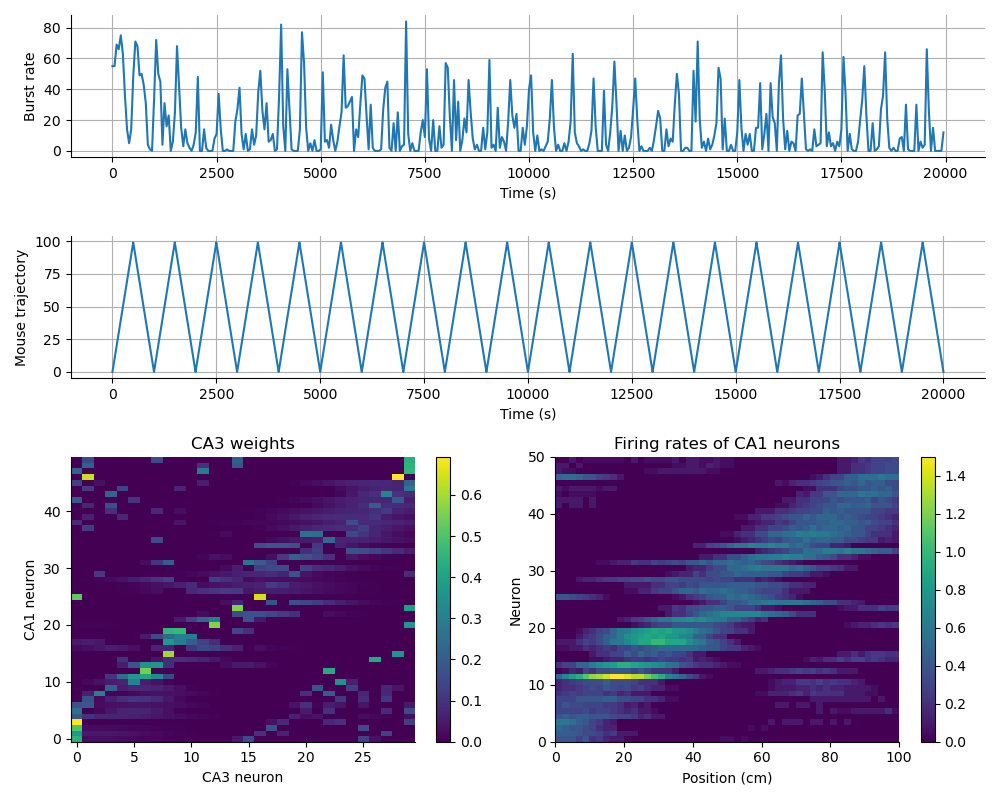 Burst rate
80
60
40
20
0
0 2500 5000 7500 10000 12500 15000 17500 20000
Time (s)
Mouse trajectory
100
75
50
25
0
0 2500 5000 7500 10000 12500 15000 17500 20000
Time (s)
CA3 weights
CA1 neuron
40
30
20
10
0
0 5 10 15 20 25
CA3 neuron
0.6
0.5
0.4
0.3
0.2
0.1
0.0
Firing rates of CA1 neurons
Neuron
50
40
30
20
10
0
0 20 40 60 80 100
Position (cm)
1.4
1.2
1.0
0.8
0.6
0.4
0.2
0.0